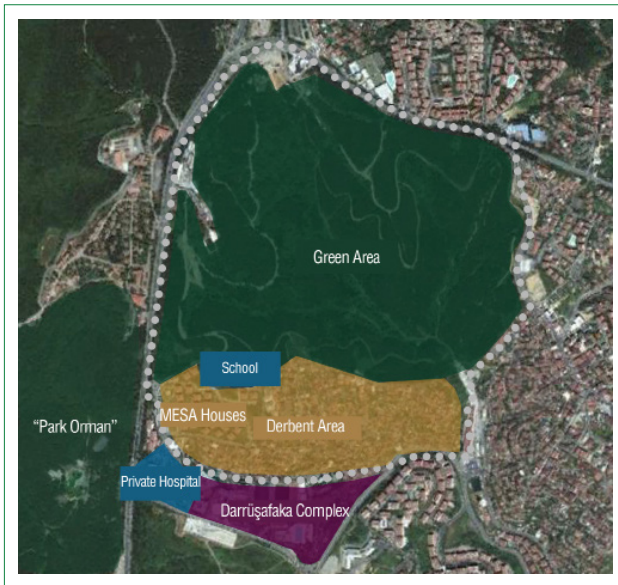 Green Area
School
MESA Houses
Derbent Area
“Park Orman”
Private Hospital
Darrüşafaka Complex